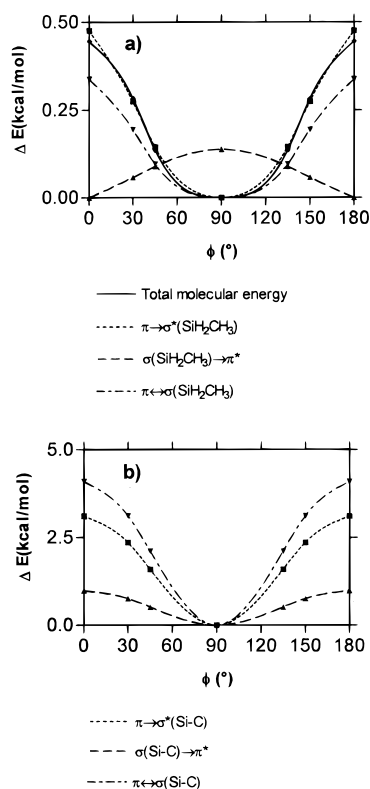 a)
0.50
0.25
0.00
Δ E(kcal/mol)
0 30 60 90 120 150 180
ϕ (°)
Total molecular energy
π→σ*(SiH₂CH₃)
σ(SiH₂CH₃)→π*
π↔σ(SiH₂CH₃)
b)
5.0
2.5
0.0
Δ E(kcal/mol)
0 30 60 90 120 150 180
ϕ (°)
π→σ*(Si-C)
σ(Si-C)→π*
π↔σ(Si-C)